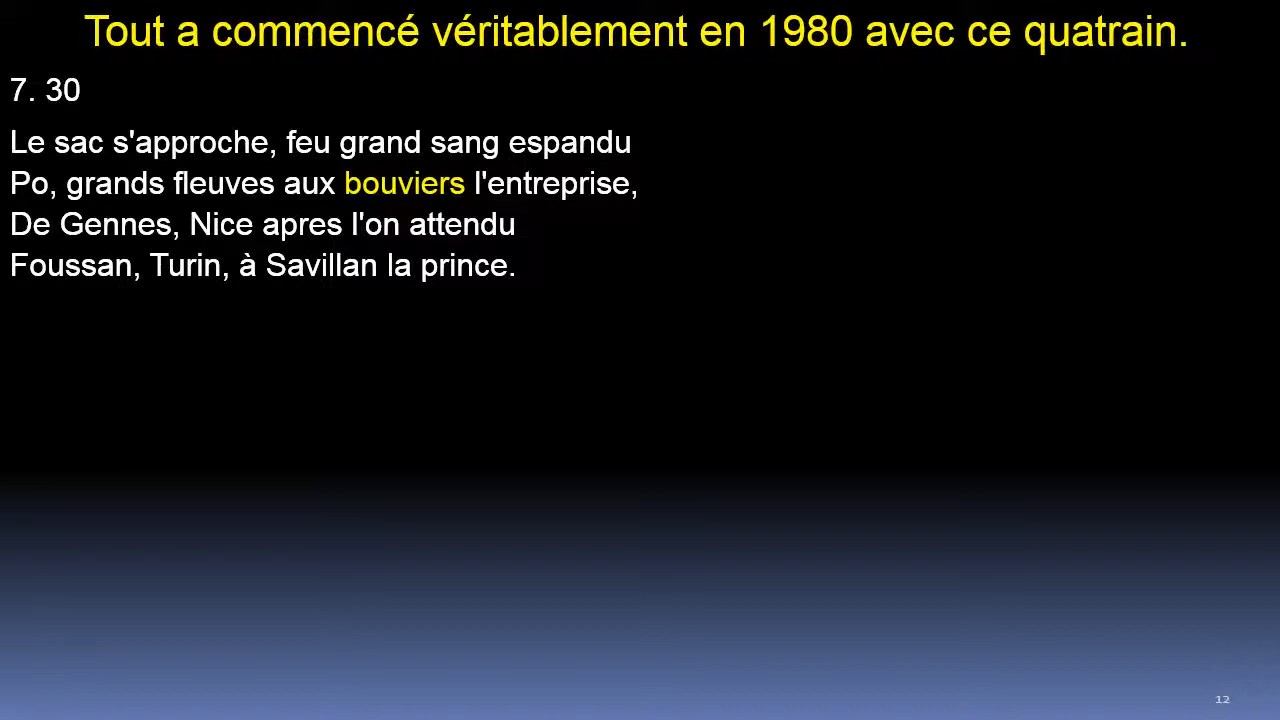 Tout a commencé véritablement en 1980 avec ce quatrain.
7. 30
Le sac s'approche, feu grand sang espandu
Po, grands fleuves aux bouviers l'entreprise,
De Gennes, Nice apres l'on attendu
Foussan, Turin, à Savillan la prince.
12